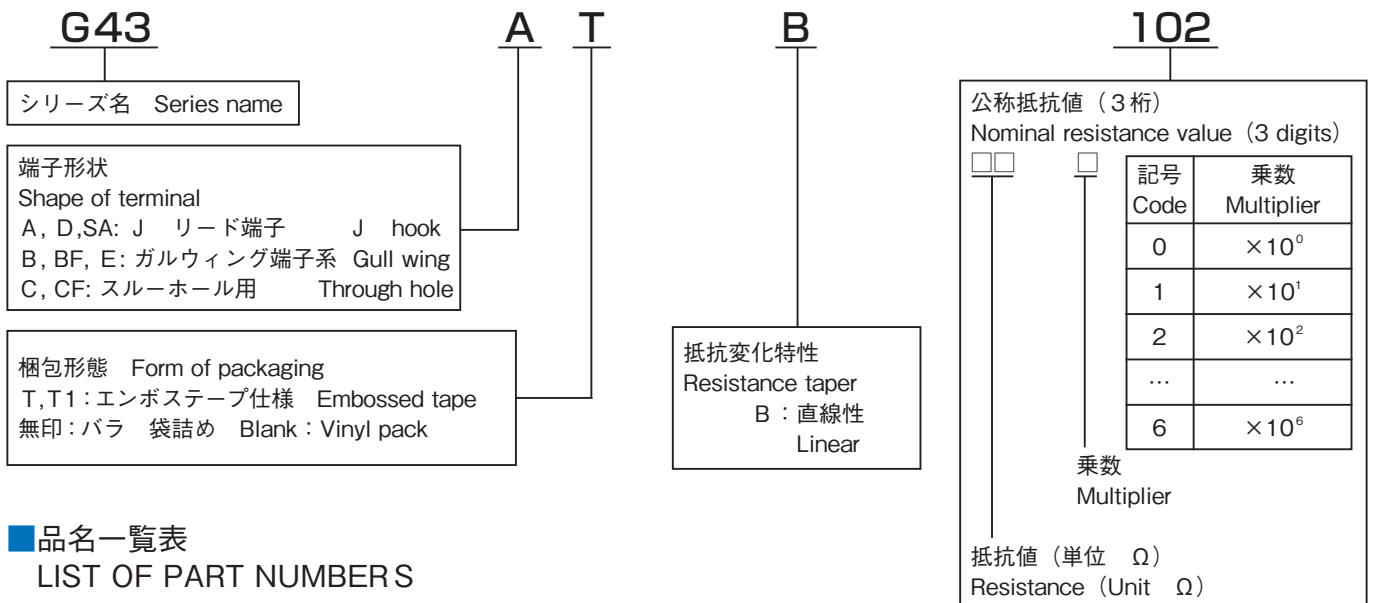 G43 A T B 102
シリーズ名 Series name
端子形状
Shape of terminal
A, D,SA: J リード端子 J hook
B, BF, E: ガルウィング端子系 Gull wing
C, CF: スルーホール用 Through hole
梱包形態 Form of packaging
T,T1:エンボステープ仕様 Embossed tape
無印:バラ 袋詰め Blank:Vinyl pack
抵抗変化特性
Resistance taper
B:直線性
Linear
公称抵抗値(3桁)
Nominal resistance value(3 digits)
□□ □
記号 乗数
Code Multiplier
0 ×10⁰
1 ×10¹
2 ×10²
… …
6 ×10⁶
乗数
Multiplier
抵抗値(単位 Ω)
Resistance(Unit Ω)
■品名一覧表
LIST OF PART NUMBERS